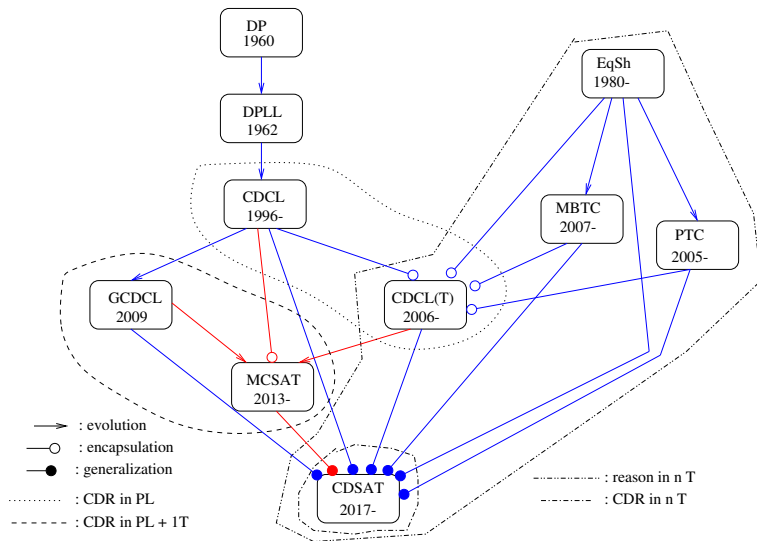 DP
1960
EqSh
1980-
DPLL
1962
CDCL
1996-
MBTC
2007-
PTC
2005-
GCDCL
2009
CDCL(T)
2006-
MCSAT
2013-
: evolution
: encapsulation
: generalization
: CDR in PL
: CDR in PL + 1T
CDSAT
2017-
: reason in n T
: CDR in n T